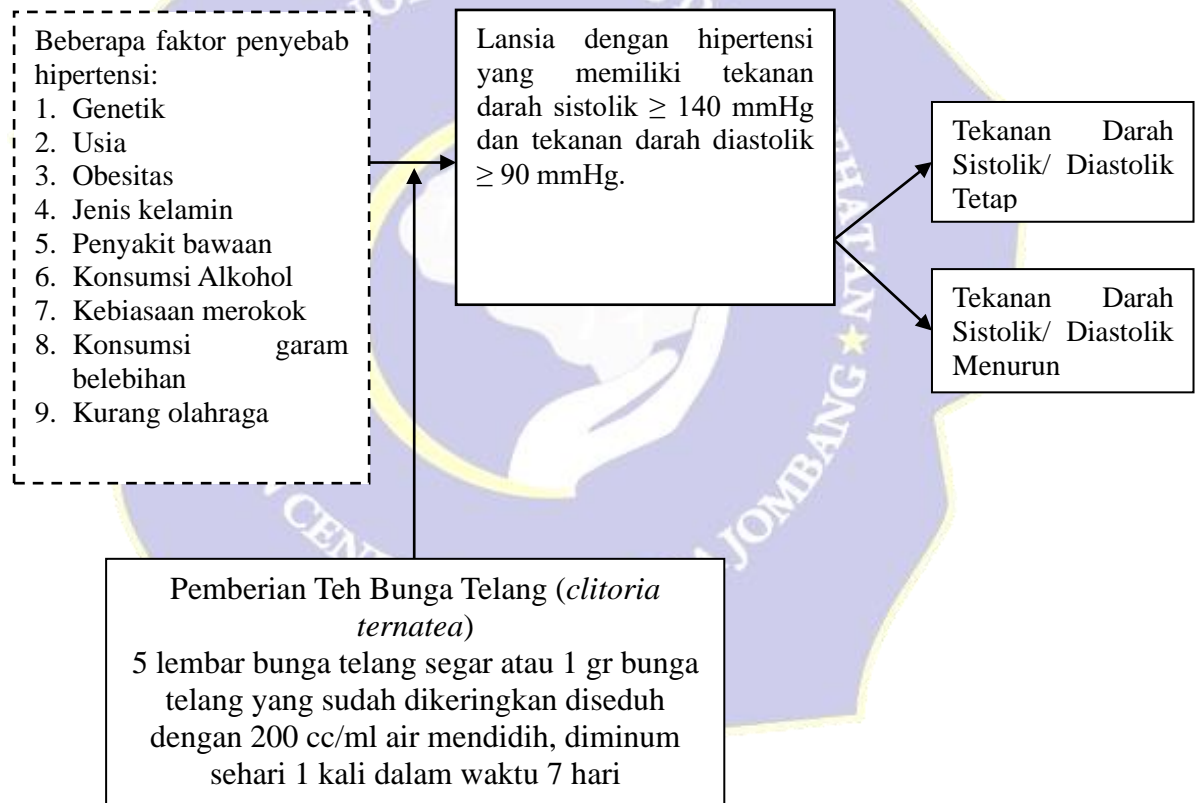 Beberapa faktor penyebab
hipertensi:
1. Genetik
2. Usia
3. Obesitas
4. Jenis kelamin
5. Penyakit bawaan
6. Konsumsi Alkohol
7. Kebiasaan merokok
8. Konsumsi garam
belebihan
9. Kurang olahraga
Lansia dengan hipertensi
yang memiliki tekanan
darah sistolik ≥ 140 mmHg
dan tekanan darah diastolik
≥ 90 mmHg.
Tekanan Darah
Sistolik/ Diastolik
Tetap
Tekanan Darah
Sistolik/ Diastolik
Menurun
Pemberian Teh Bunga Telang (clitoria
ternatea)
5 lembar bunga telang segar atau 1 gr bunga
telang yang sudah dikeringkan diseduh
dengan 200 cc/ml air mendidih, diminum
sehari 1 kali dalam waktu 7 hari
JOMBANG